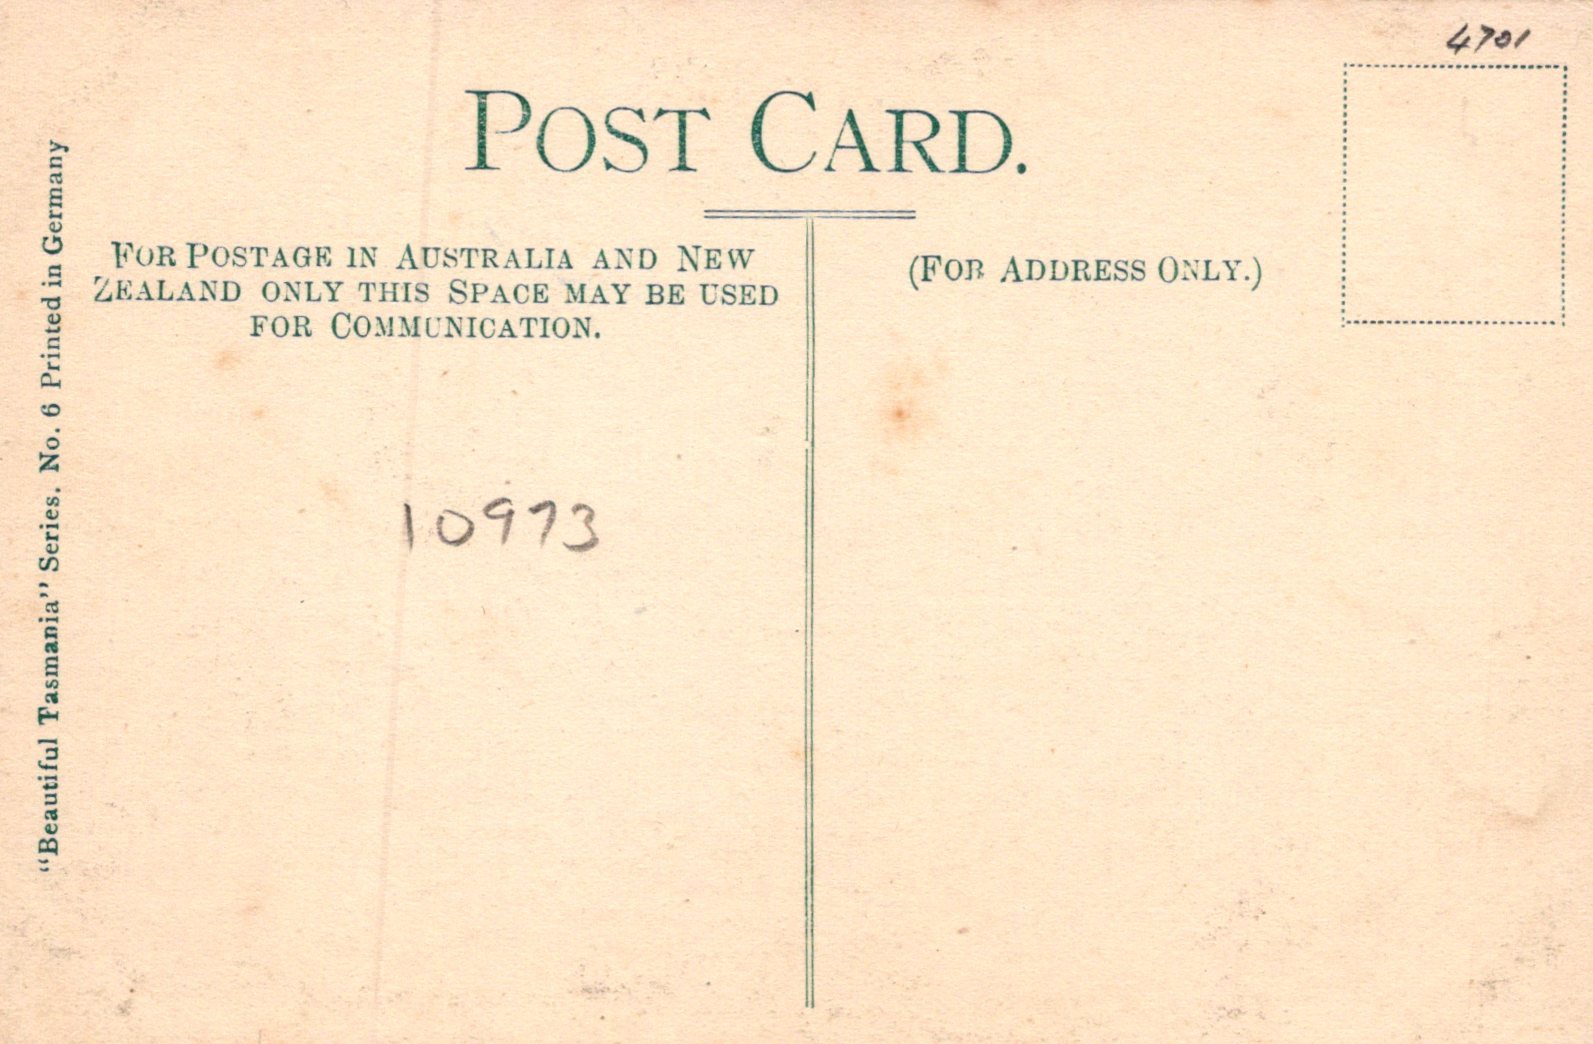 4701
POST CARD.
FOR POSTAGE IN AUSTRALIA AND NEW
ZEALAND ONLY THIS SPACE MAY BE USED
FOR COMMUNICATION.
(FOR ADDRESS ONLY.)
10973
“Beautiful Tasmania” Series. No. 6 Printed in Germany